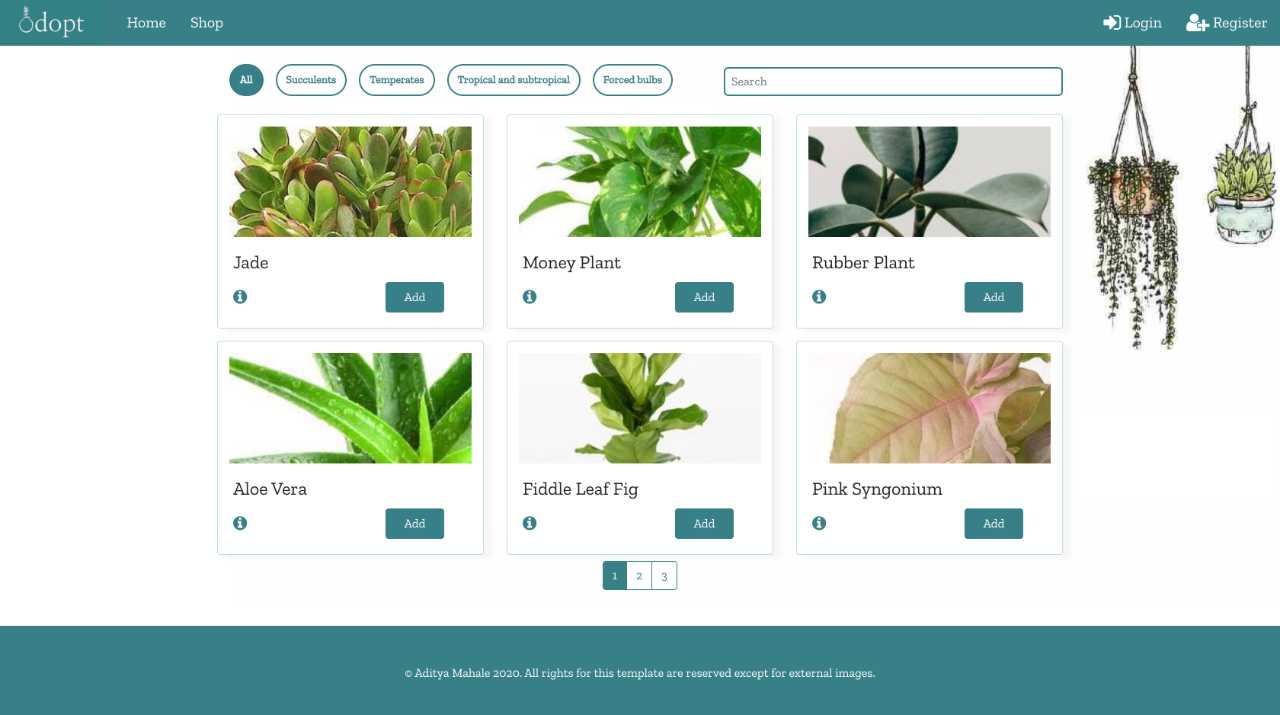 dopt Home Shop Login Register
All Succulents Temperates Tropical and subtropical Forced bulbs Search
Jade Money Plant Rubber Plant
Add Add Add
Aloe Vera Fiddle Leaf Fig Pink Syngonium
Add Add Add
1 2 3
© Aditya Mahale 2020. All rights for this template are reserved except for external images.